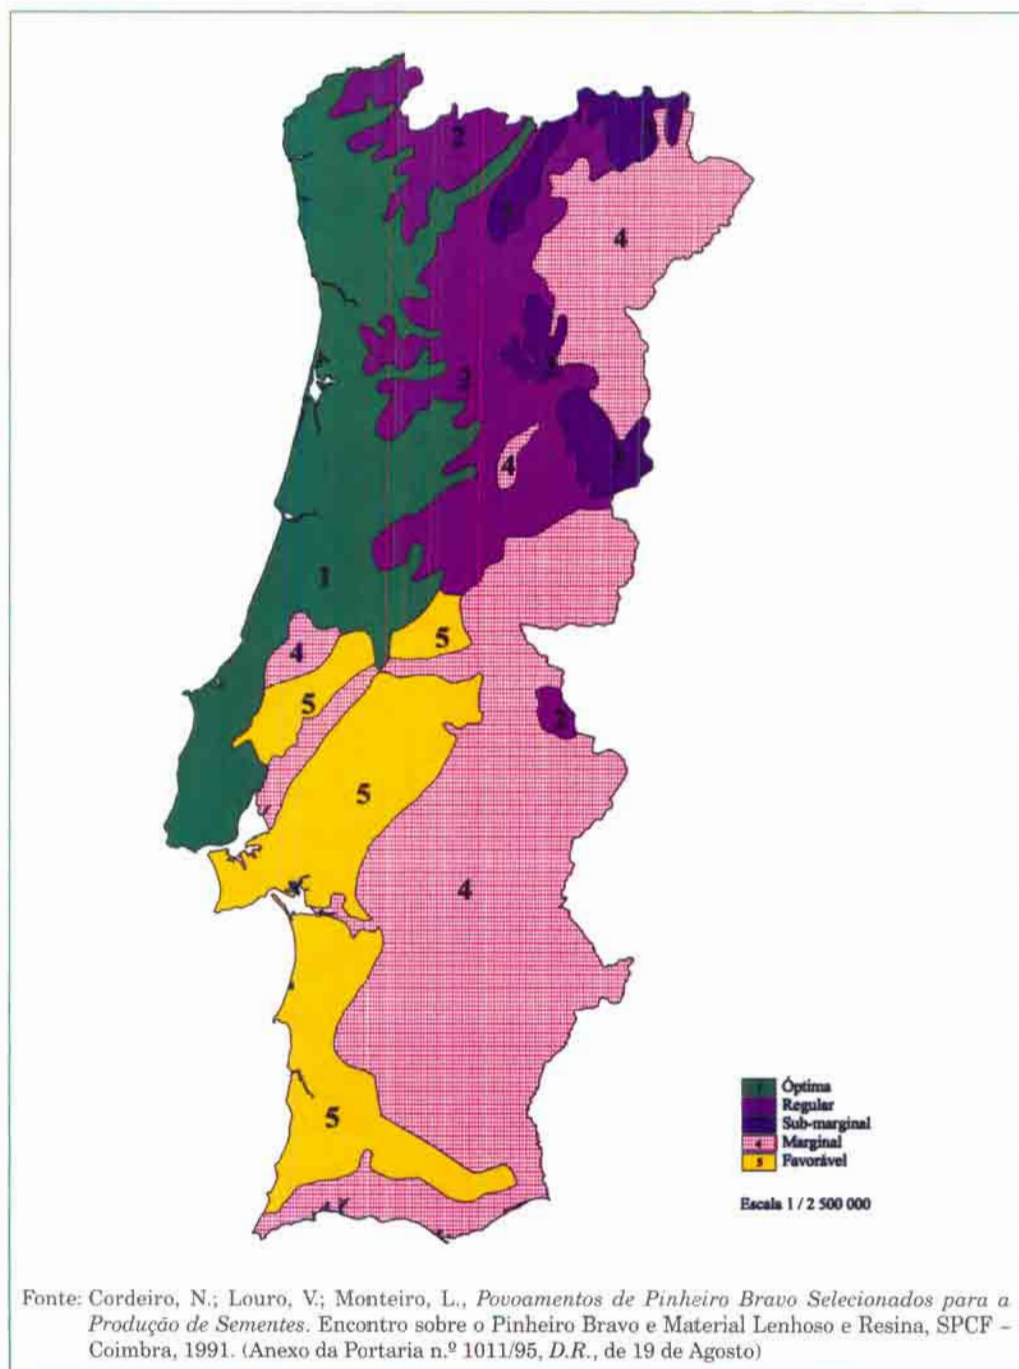 2
4
2
4
1
5
4
5
2
5
4
5
1 Óptima
Regular
Sub-marginal
4 Marginal
5 Favorável
Escala 1 / 2 500 000
Fonte: Cordeiro, N.; Louro, V.; Monteiro, L., Povoamentos de Pinheiro Bravo Selecionados para a
Produção de Sementes. Encontro sobre o Pinheiro Bravo e Material Lenhoso e Resina, SPCF –
Coimbra, 1991. (Anexo da Portaria n.º 1011/95, D.R., de 19 de Agosto)